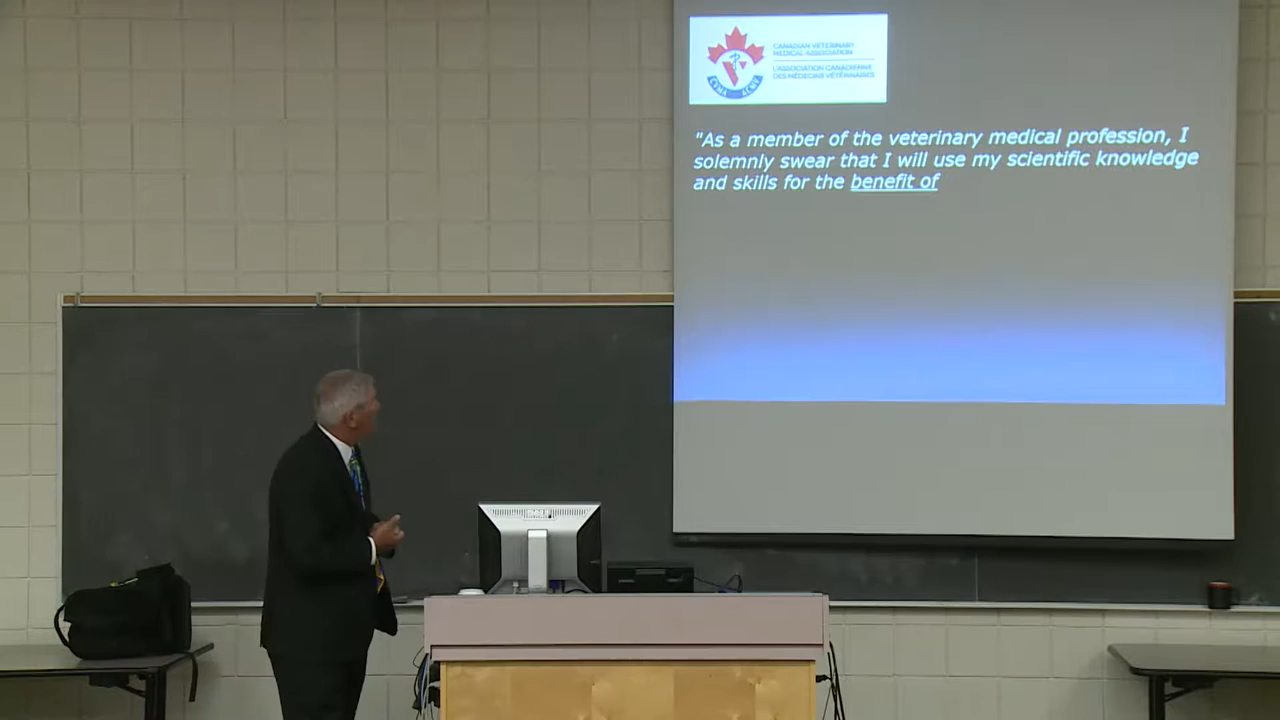 CANADIAN VETERINARY
MEDICAL ASSOCIATION
L'ASSOCIATION CANADIENNE
DES MÉDECINS VÉTÉRINAIRES
CVMA ACMV
"As a member of the veterinary medical profession, I
solemnly swear that I will use my scientific knowledge
and skills for the benefit of
DELL